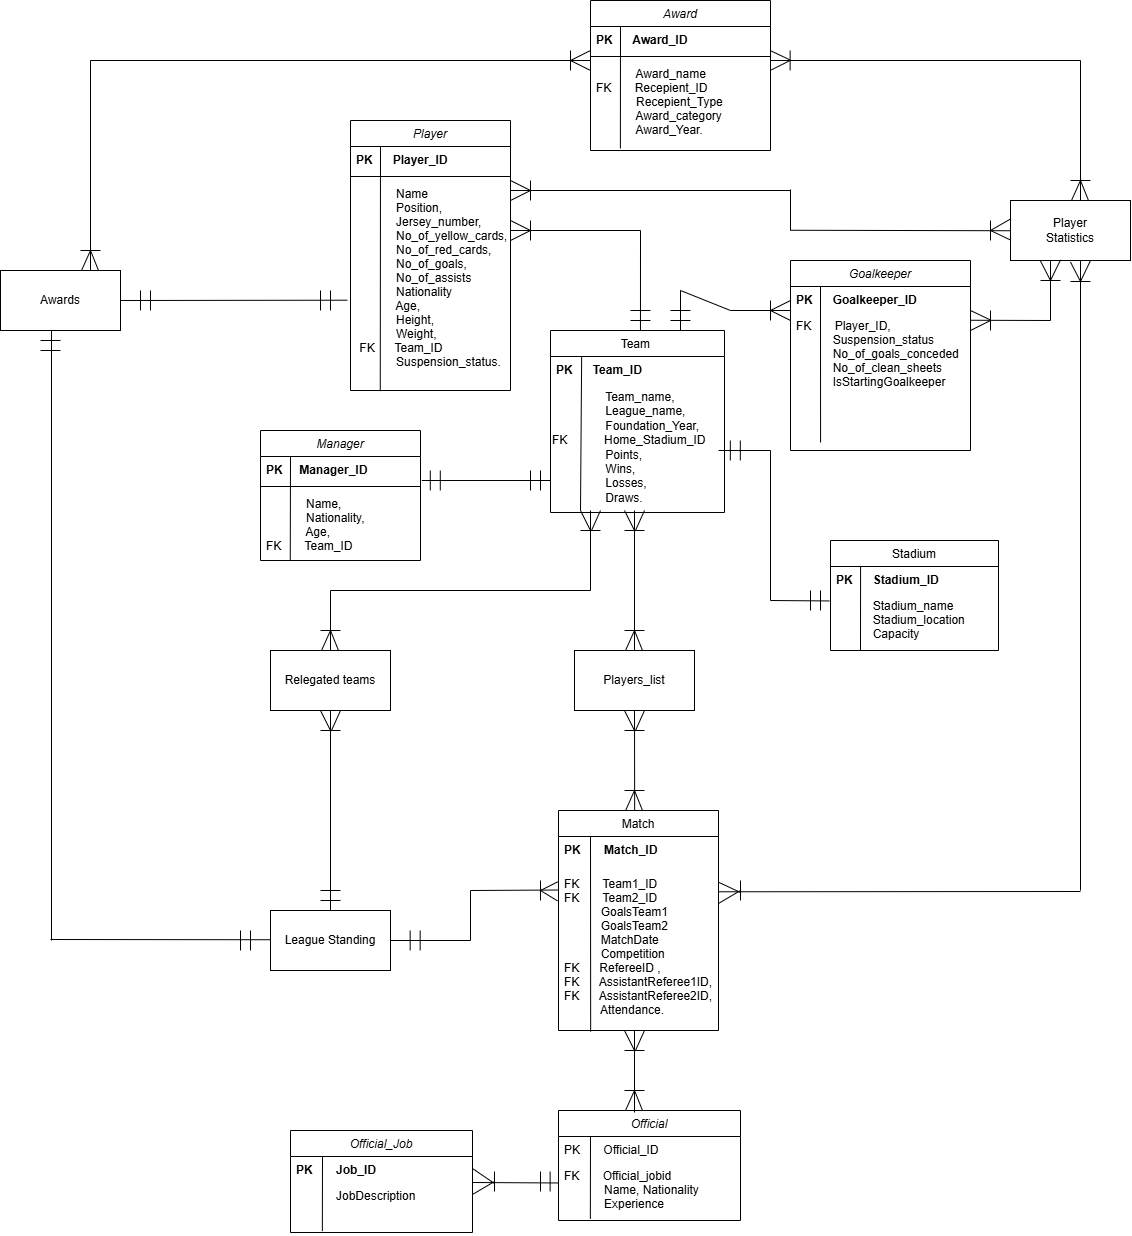 Award
PK Award_ID
Award_name
FK Recepient_ID
Recepient_Type
Award_category
Award_Year.
Player
PK Player_ID
Name
Position,
Jersey_number,
No_of_yellow_cards,
No_of_red_cards,
No_of_goals,
No_of_assists
Nationality
Age,
Height,
Weight,
FK Team_ID
Suspension_status.
Player
Statistics
Awards
Goalkeeper
PK Goalkeeper_ID
FK Player_ID,
Suspension_status
No_of_goals_conceded
No_of_clean_sheets
IsStartingGoalkeeper
Team
PK Team_ID
Team_name,
League_name,
Foundation_Year,
FK Home_Stadium_ID
Points,
Wins,
Losses,
Draws.
Manager
PK Manager_ID
Name,
Nationality,
Age,
FK Team_ID
Stadium
PK Stadium_ID
Stadium_name
Stadium_location
Capacity
Relegated teams
Players_list
Match
PK Match_ID
FK Team1_ID
FK Team2_ID
GoalsTeam1
GoalsTeam2
MatchDate
Competition
FK RefereeID ,
FK AssistantReferee1ID,
FK AssistantReferee2ID,
Attendance.
League Standing
Official
PK Official_ID
FK Official_jobid
Name, Nationality
Experience
Official_Job
PK Job_ID
JobDescription